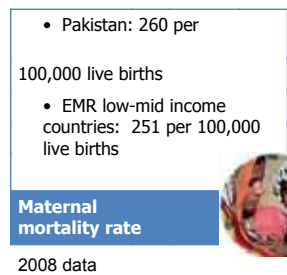 • Pakistan: 260 per
100,000 live births
• EMR low-mid income
countries: 251 per 100,000
live births
Maternal
mortality rate
2008 data